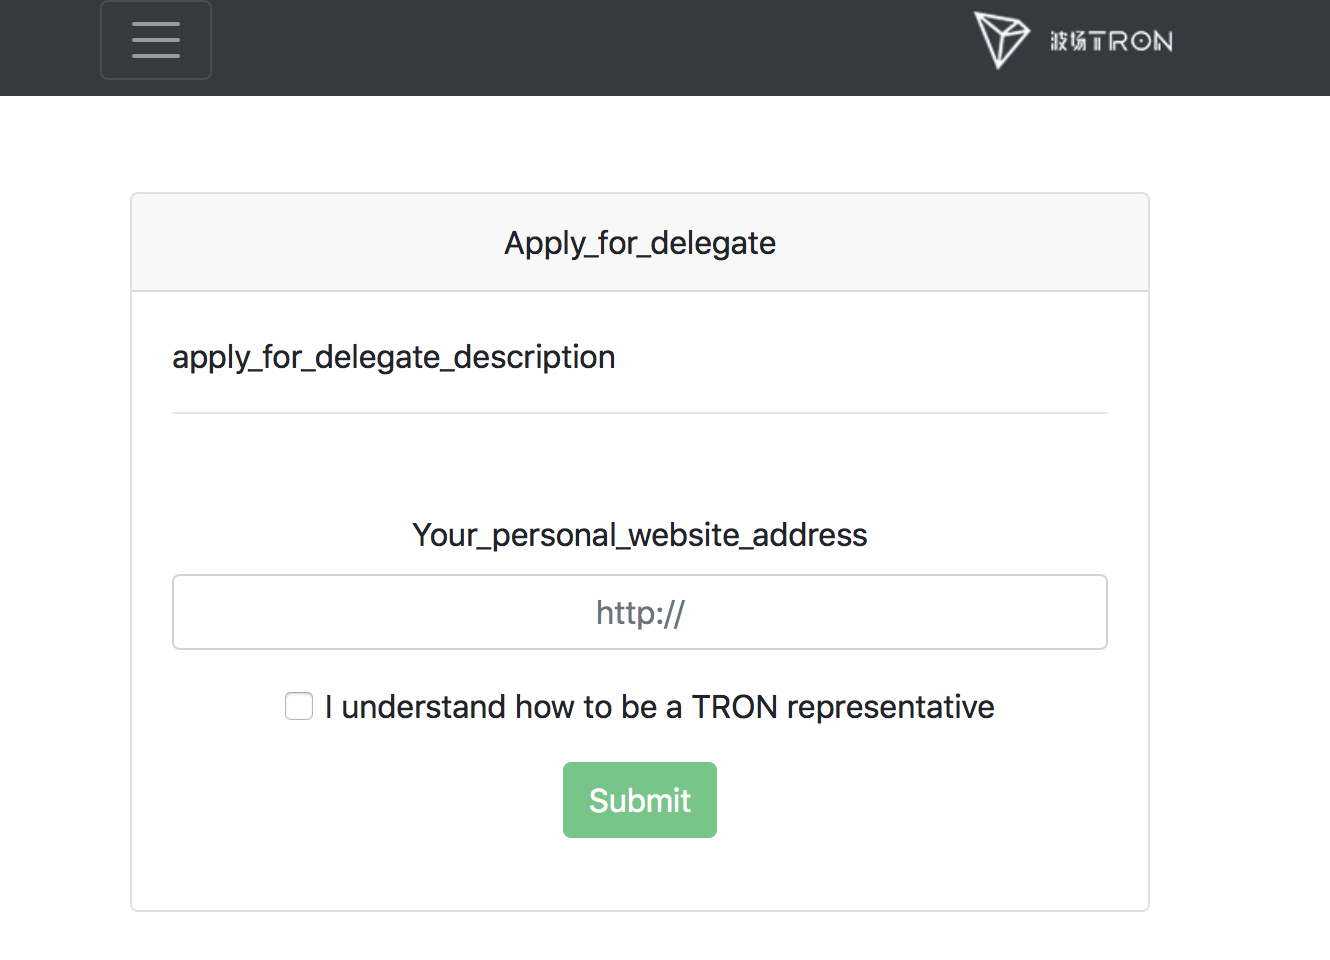 波场TRON
Apply_for_delegate
apply_for_delegate_description
Your_personal_website_address
http://
I understand how to be a TRON representative
Submit